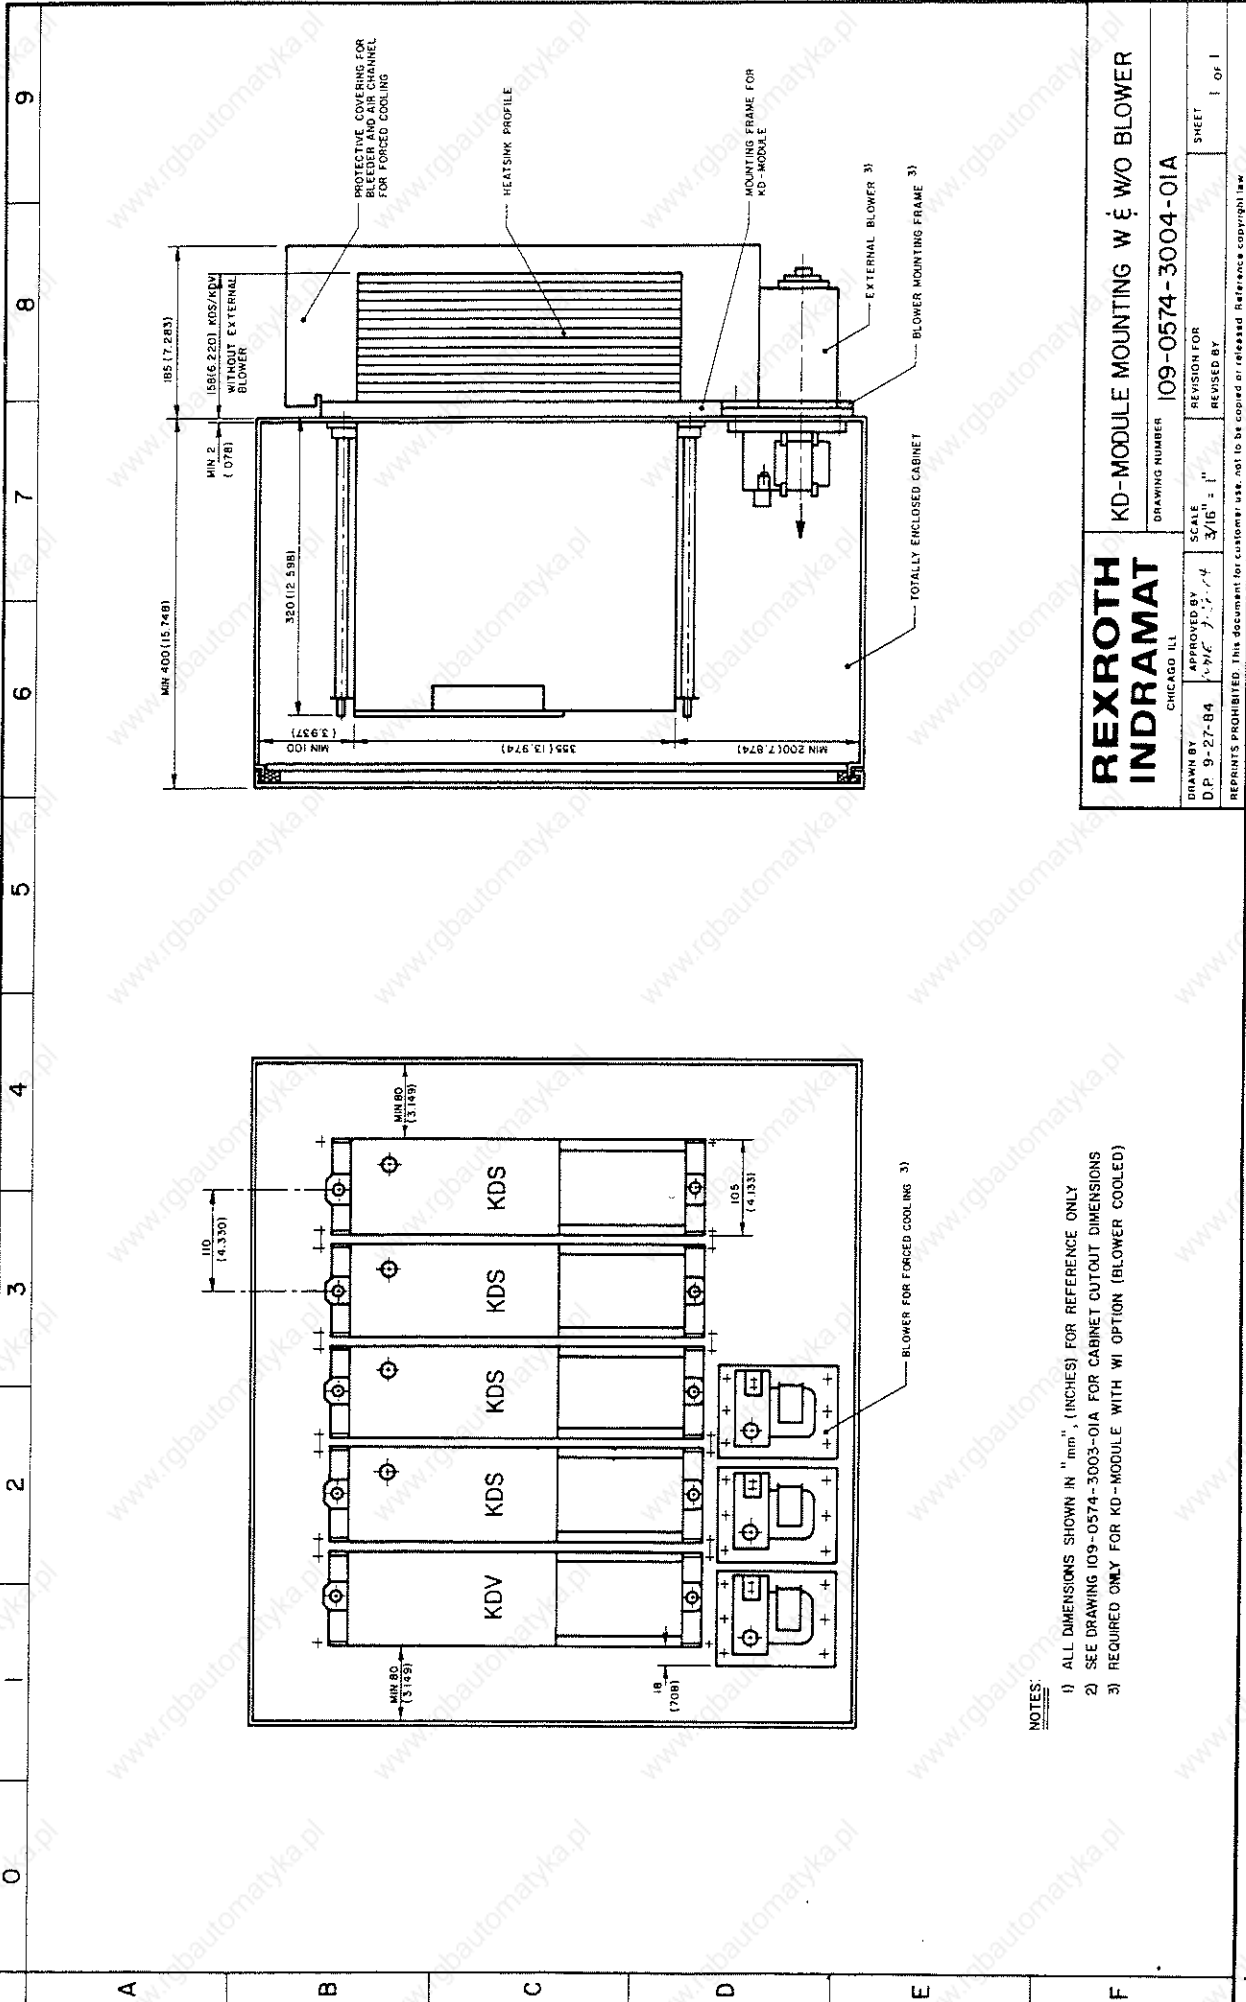 0 1 2 3 4 5 6 7 8 9
A
B
C
D
E
F
110
(4.330)
MIN 80
(3.149)
MIN 80
(3.149)
KDV
KDS
KDS
KDS
KDS
105
(4.133)
18
(.708)
BLOWER FOR FORCED COOLING 3)
MIN 400 (15.748)
185 (7.283)
MIN 2
(.078)
158(6.220) KDS/KDV
WITHOUT EXTERNAL
BLOWER
320 (12.598)
MIN 100
(3.937)
355 (13.974)
MIN 200 (7.874)
PROTECTIVE COVERING FOR
BLEEDER AND AIR CHANNEL
FOR FORCED COOLING
HEATSINK PROFILE
MOUNTING FRAME FOR
KD-MODULE
EXTERNAL BLOWER 3)
BLOWER MOUNTING FRAME 3)
TOTALLY ENCLOSED CABINET
NOTES:
1) ALL DIMENSIONS SHOWN IN "mm", (INCHES) FOR REFERENCE ONLY
2) SEE DRAWING 109-0574-3003-01A FOR CABINET CUTOUT DIMENSIONS
3) REQUIRED ONLY FOR KD-MODULE WITH WI OPTION (BLOWER COOLED)
REXROTH
INDRAMAT
CHICAGO ILL
KD-MODULE MOUNTING W & W/O BLOWER
DRAWING NUMBER 109-0574-3004-01A
DRAWN BY
D.P. 9-27-84
APPROVED BY
SCALE
3/16" = 1"
REVISION FOR
REVISED BY
SHEET
1 OF 1
REPRINTS PROHIBITED. This document for customer use, not to be copied or released. Reference copyright law
www.rgbautomatyka.pl